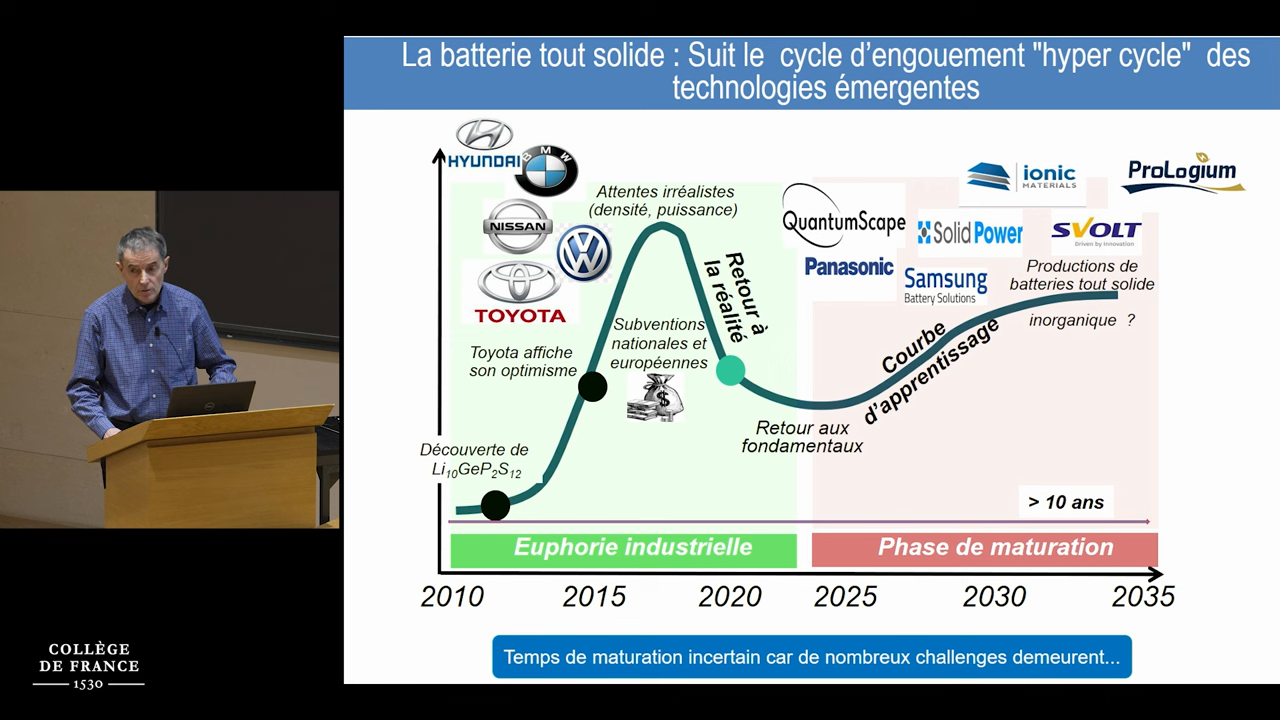 La batterie tout solide : Suit le cycle d'engouement "hyper cycle" des
technologies émergentes
HYUNDAI
BMW
NISSAN
TOYOTA
Attentes irréalistes
(densité, puissance)
Retour à
la réalité
Subventions
nationales et
européennes
$
Toyota affiche
son optimisme
Découverte de
Li10GeP2S12
QuantumScape
Panasonic
Solid Power
Samsung
Battery Solutions
ionic
MATERIALS
ProLogium
SVOLT
Driven by Innovation
Productions de
batteries tout solide
inorganique ?
Courbe
d'apprentissage
Retour aux
fondamentaux
> 10 ans
Euphorie industrielle
Phase de maturation
2010 2015 2020 2025 2030 2035
Temps de maturation incertain car de nombreux challenges demeurent...
COLLÈGE
DE FRANCE
1530